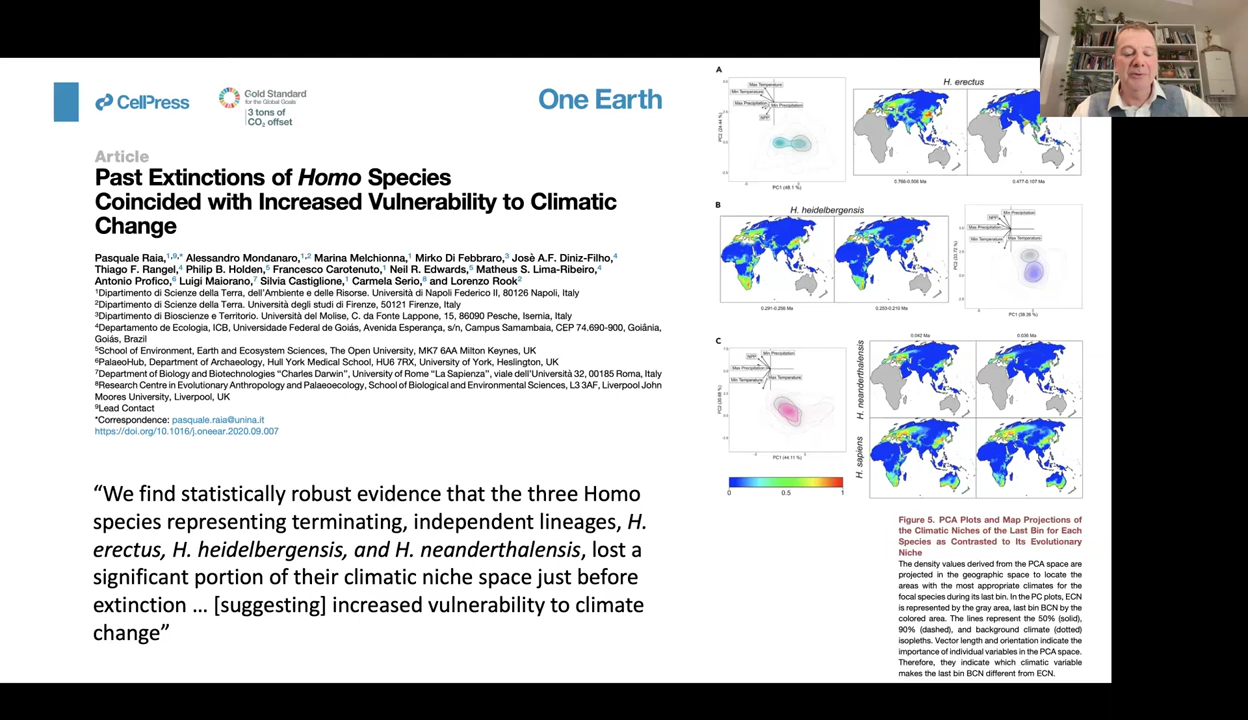 CellPress
Gold Standard
for the Global Goals
3 tons of
CO2 offset
One Earth
Article
Past Extinctions of Homo Species
Coincided with Increased Vulnerability to Climatic
Change
Pasquale Raia,1,9,* Alessandro Mondanaro,1,2 Marina Melchionna,1 Mirko Di Febbraro,3 Josè A.F. Diniz-Filho,4
Thiago F. Rangel,4 Philip B. Holden,5 Francesco Carotenuto,1 Neil R. Edwards,5 Matheus S. Lima-Ribeiro,4
Antonio Profico,6 Luigi Maiorano,7 Silvia Castiglione,1 Carmela Serio,8 and Lorenzo Rook2
1Dipartimento di Scienze della Terra, dell'Ambiente e delle Risorse. Università di Napoli Federico II, 80126 Napoli, Italy
2Dipartimento di Scienze della Terra. Università degli studi di Firenze, 50121 Firenze, Italy
3Dipartimento di Bioscienze e Territorio. Università del Molise, C. da Fonte Lappone, 15, 86090 Pesche, Isernia, Italy
4Departamento de Ecologia, ICB, Universidade Federal de Goiás, Avenida Esperança, s/n, Campus Samambaia, CEP 74.690-900, Goiânia,
Goiás, Brazil
5School of Environment, Earth and Ecosystem Sciences, The Open University, MK7 6AA Milton Keynes, UK
6PalaeoHub, Department of Archaeology, Hull York Medical School, HU6 7RX, University of York, Heslington, UK
7Department of Biology and Biotechnologies "Charles Darwin", University of Rome "La Sapienza", viale dell'Università 32, 00185 Roma, Italy
8Research Centre in Evolutionary Anthropology and Palaeoecology, School of Biological and Environmental Sciences, L3 3AF, Liverpool John
Moores University, Liverpool, UK
9Lead Contact
*Correspondence: pasquale.raia@unina.it
https://doi.org/10.1016/j.oneear.2020.09.007
“We find statistically robust evidence that the three Homo
species representing terminating, independent lineages, H.
erectus, H. heidelbergensis, and H. neanderthalensis, lost a
significant portion of their climatic niche space just before
extinction … [suggesting] increased vulnerability to climate
change”
A
Max Temperature
Min Temperature
Max Precipitation
Min Precipitation
NPP
PC2 (24.44 %)
PC1 (48.1 %)
H. erectus
0.766-0.556 Ma
0.477-0.107 Ma
B
H. heidelbergensis
0.291-0.256 Ma
0.253-0.210 Ma
Min Precipitation
NPP
Max Precipitation
Min Temperature
Max Temperature
PC1 (39.26 %)
C
Min Precipitation
NPP
Max Precipitation
Min Temperature
Max Temperature
PC1 (44.11 %)
0.042 Ma
0.036 Ma
H. neanderthalensis
H. sapiens
0
0.5
1
Figure 5. PCA Plots and Map Projections of
the Climatic Niches of the Last Bin for Each
Species as Contrasted to Its Evolutionary
Niche
The density values derived from the PCA space are
projected in the geographic space to locate the
areas with the most appropriate climates for the
focal species during its last bin. In the PC plots, ECN
is represented by the gray area, last bin BCN by the
colored area. The lines represent the 50% (solid),
90% (dashed), and background climate (dotted)
isopleths. Vector length and orientation indicate the
importance of individual variables in the PCA space.
Therefore, they indicate which climatic variable
makes the last bin BCN different from ECN.